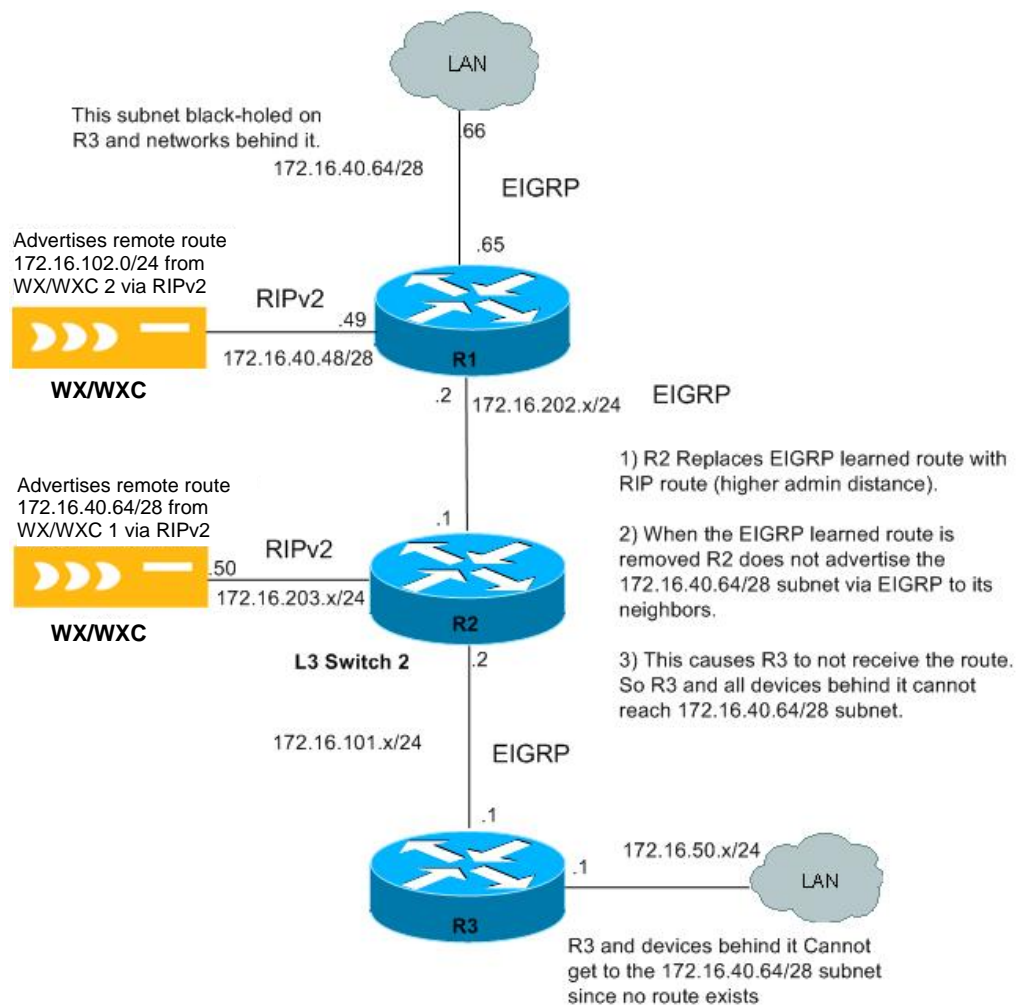 LAN
This subnet black-holed on
R3 and networks behind it.
172.16.40.64/28
.66
EIGRP
.65
Advertises remote route
172.16.102.0/24 from
WX/WXC 2 via RIPv2
RIPv2
.49
172.16.40.48/28
WX/WXC
R1
.2
172.16.202.x/24
EIGRP
1) R2 Replaces EIGRP learned route with
RIP route (higher admin distance).
2) When the EIGRP learned route is
removed R2 does not advertise the
172.16.40.64/28 subnet via EIGRP to its
neighbors.
3) This causes R3 to not receive the route.
So R3 and all devices behind it cannot
reach 172.16.40.64/28 subnet.
Advertises remote route
172.16.40.64/28 from
WX/WXC 1 via RIPv2
.1
RIPv2
.50
172.16.203.x/24
WX/WXC
R2
L3 Switch 2
.2
172.16.101.x/24
EIGRP
.1
R3
.1
172.16.50.x/24
LAN
R3 and devices behind it Cannot
get to the 172.16.40.64/28 subnet
since no route exists